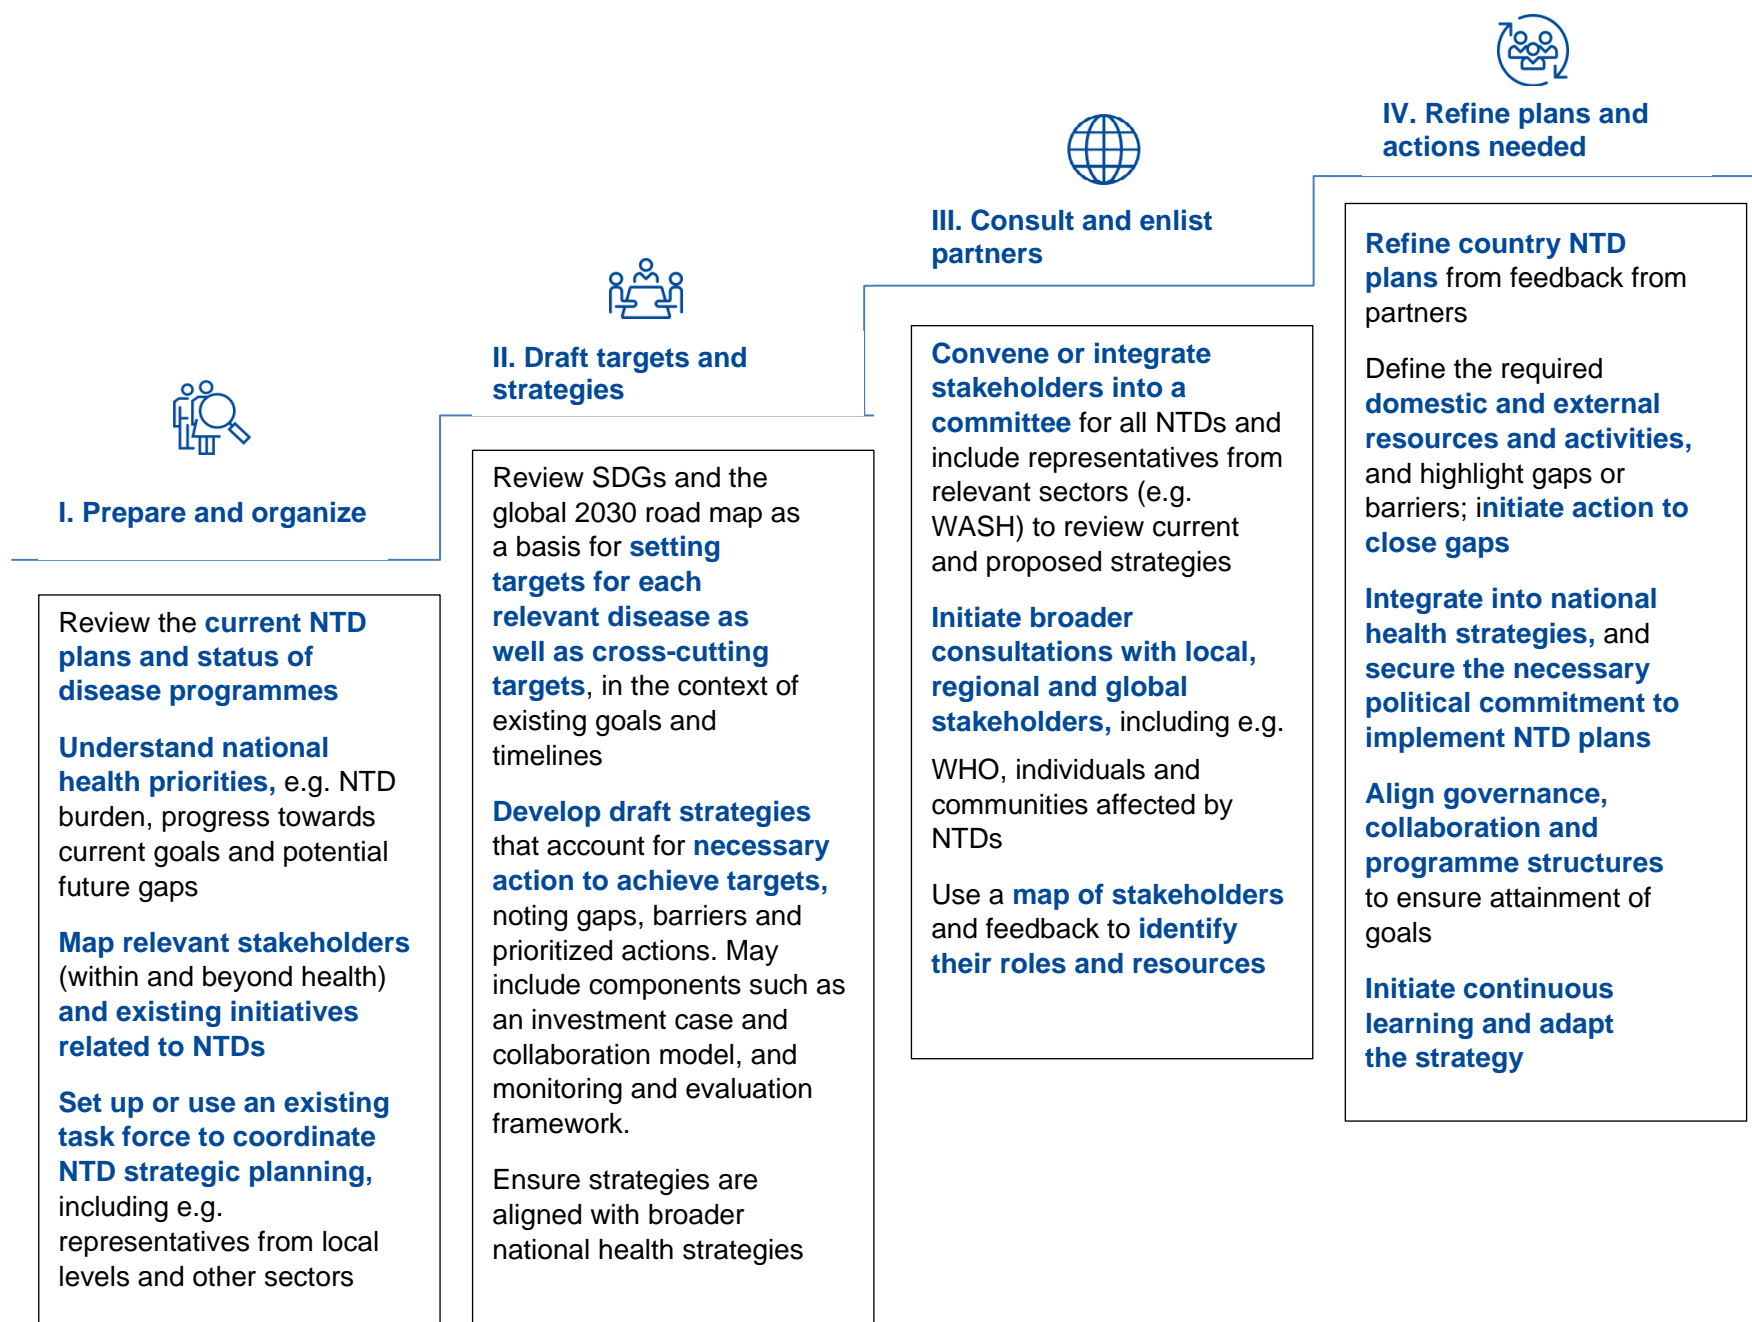 I. Prepare and organize
Review the current NTD
plans and status of
disease programmes
Understand national
health priorities, e.g. NTD
burden, progress towards
current goals and potential
future gaps
Map relevant stakeholders
(within and beyond health)
and existing initiatives
related to NTDs
Set up or use an existing
task force to coordinate
NTD strategic planning,
including e.g.
representatives from local
levels and other sectors
II. Draft targets and
strategies
Review SDGs and the
global 2030 road map as
a basis for setting
targets for each
relevant disease as
well as cross-cutting
targets, in the context of
existing goals and
timelines
Develop draft strategies
that account for necessary
action to achieve targets,
noting gaps, barriers and
prioritized actions. May
include components such as
an investment case and
collaboration model, and
monitoring and evaluation
framework.
Ensure strategies are
aligned with broader
national health strategies
III. Consult and enlist
partners
Convene or integrate
stakeholders into a
committee for all NTDs and
include representatives from
relevant sectors (e.g.
WASH) to review current
and proposed strategies
Initiate broader
consultations with local,
regional and global
stakeholders, including e.g.
WHO, individuals and
communities affected by
NTDs
Use a map of stakeholders
and feedback to identify
their roles and resources
IV. Refine plans and
actions needed
Refine country NTD
plans from feedback from
partners
Define the required
domestic and external
resources and activities,
and highlight gaps or
barriers; initiate action to
close gaps
Integrate into national
health strategies, and
secure the necessary
political commitment to
implement NTD plans
Align governance,
collaboration and
programme structures
to ensure attainment of
goals
Initiate continuous
learning and adapt
the strategy